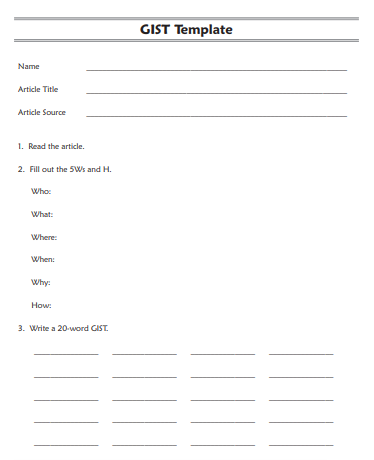 GIST Template
Name
Article Title
Article Source
1. Read the article.
2. Fill out the 5Ws and H.
Who:
What:
Where:
When:
Why:
How:
3. Write a 20-word GIST.